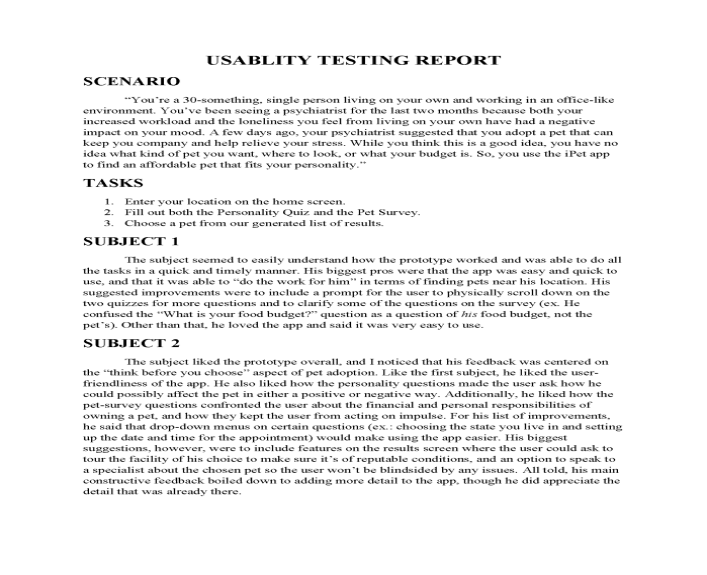 USABLITY TESTING REPORT
SCENARIO
“You’re a 30-something, single person living on your own and working in an office-like
environment. You’ve been seeing a psychiatrist for the last two months because both your
increased workload and the loneliness you feel from living on your own have had a negative
impact on your mood. A few days ago, your psychiatrist suggested that you adopt a pet that can
keep you company and help relieve your stress. While you think this is a good idea, you have no
idea what kind of pet you want, where to look, or what your budget is. So, you use the iPet app
to find an affordable pet that fits your personality.”
TASKS
1. Enter your location on the home screen.
2. Fill out both the Personality Quiz and the Pet Survey.
3. Choose a pet from our generated list of results.
SUBJECT 1
The subject seemed to easily understand how the prototype worked and was able to do all
the tasks in a quick and timely manner. His biggest pros were that the app was easy and quick to
use, and that it was able to “do the work for him” in terms of finding pets near his location. His
suggested improvements were to include a prompt for the user to physically scroll down on the
two quizzes for more questions and to clarify some of the questions on the survey (ex. He
confused the “What is your food budget?” question as a question of his food budget, not the
pet’s). Other than that, he loved the app and said it was very easy to use.
SUBJECT 2
The subject liked the prototype overall, and I noticed that his feedback was centered on
the “think before you choose” aspect of pet adoption. Like the first subject, he liked the user-
friendliness of the app. He also liked how the personality questions made the user ask how he
could possibly affect the pet in either a positive or negative way. Additionally, he liked how the
pet-survey questions confronted the user about the financial and personal responsibilities of
owning a pet, and how they kept the user from acting on impulse. For his list of improvements,
he said that drop-down menus on certain questions (ex.: choosing the state you live in and setting
up the date and time for the appointment) would make using the app easier. His biggest
suggestions, however, were to include features on the results screen where the user could ask to
tour the facility of his choice to make sure it’s of reputable conditions, and an option to speak to
a specialist about the chosen pet so the user won’t be blindsided by any issues. All told, his main
constructive feedback boiled down to adding more detail to the app, though he did appreciate the
detail that was already there.